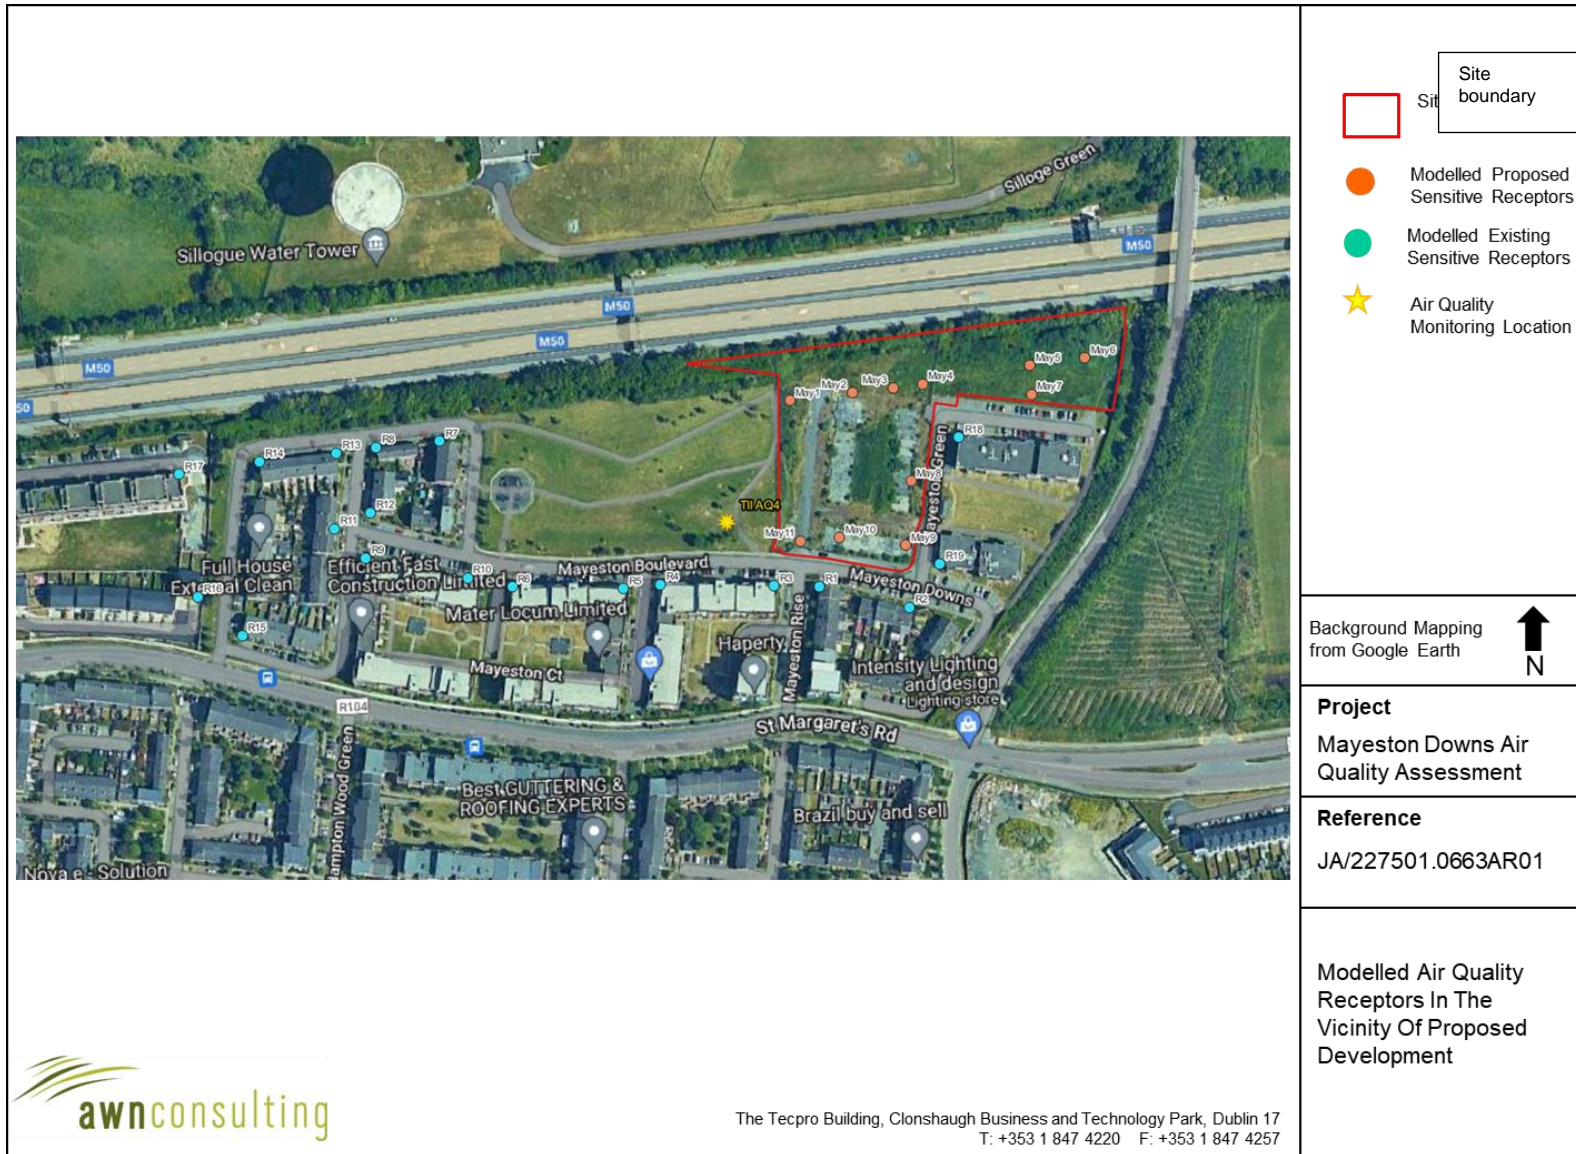 Sillogue Water Tower
Silloge Green
M50
M50
M50
M50
50
May1
May2
May3
May4
May5
May6
May7
May8
May9
May10
May11
R18
R19
Mayeston Green
TII AQ4
R17
R14
R13
R8
R7
R12
R11
R9
R10
R6
R5
R4
R3
R1
R2
R16
R15
Full House
External Clean
Efficient Fast
Construction Limited
Mayeston Boulevard
Mayeston Downs
Mater Locum Limited
Haperty
Mayeston Rise
Mayeston Ct
Intensity Lighting
and design
Lighting store
R104
St Margaret's Rd
Hampton Wood Green
Best GUTTERING &
ROOFING EXPERTS
Brazil buy and sell
Nova e - Solution
Sit
Site
boundary
Modelled Proposed
Sensitive Receptors
Modelled Existing
Sensitive Receptors
Air Quality
Monitoring Location
Background Mapping
from Google Earth
N
Project
Mayeston Downs Air
Quality Assessment
Reference
JA/227501.0663AR01
Modelled Air Quality
Receptors In The
Vicinity Of Proposed
Development
awnconsulting
The Tecpro Building, Clonshaugh Business and Technology Park, Dublin 17
T: +353 1 847 4220 F: +353 1 847 4257